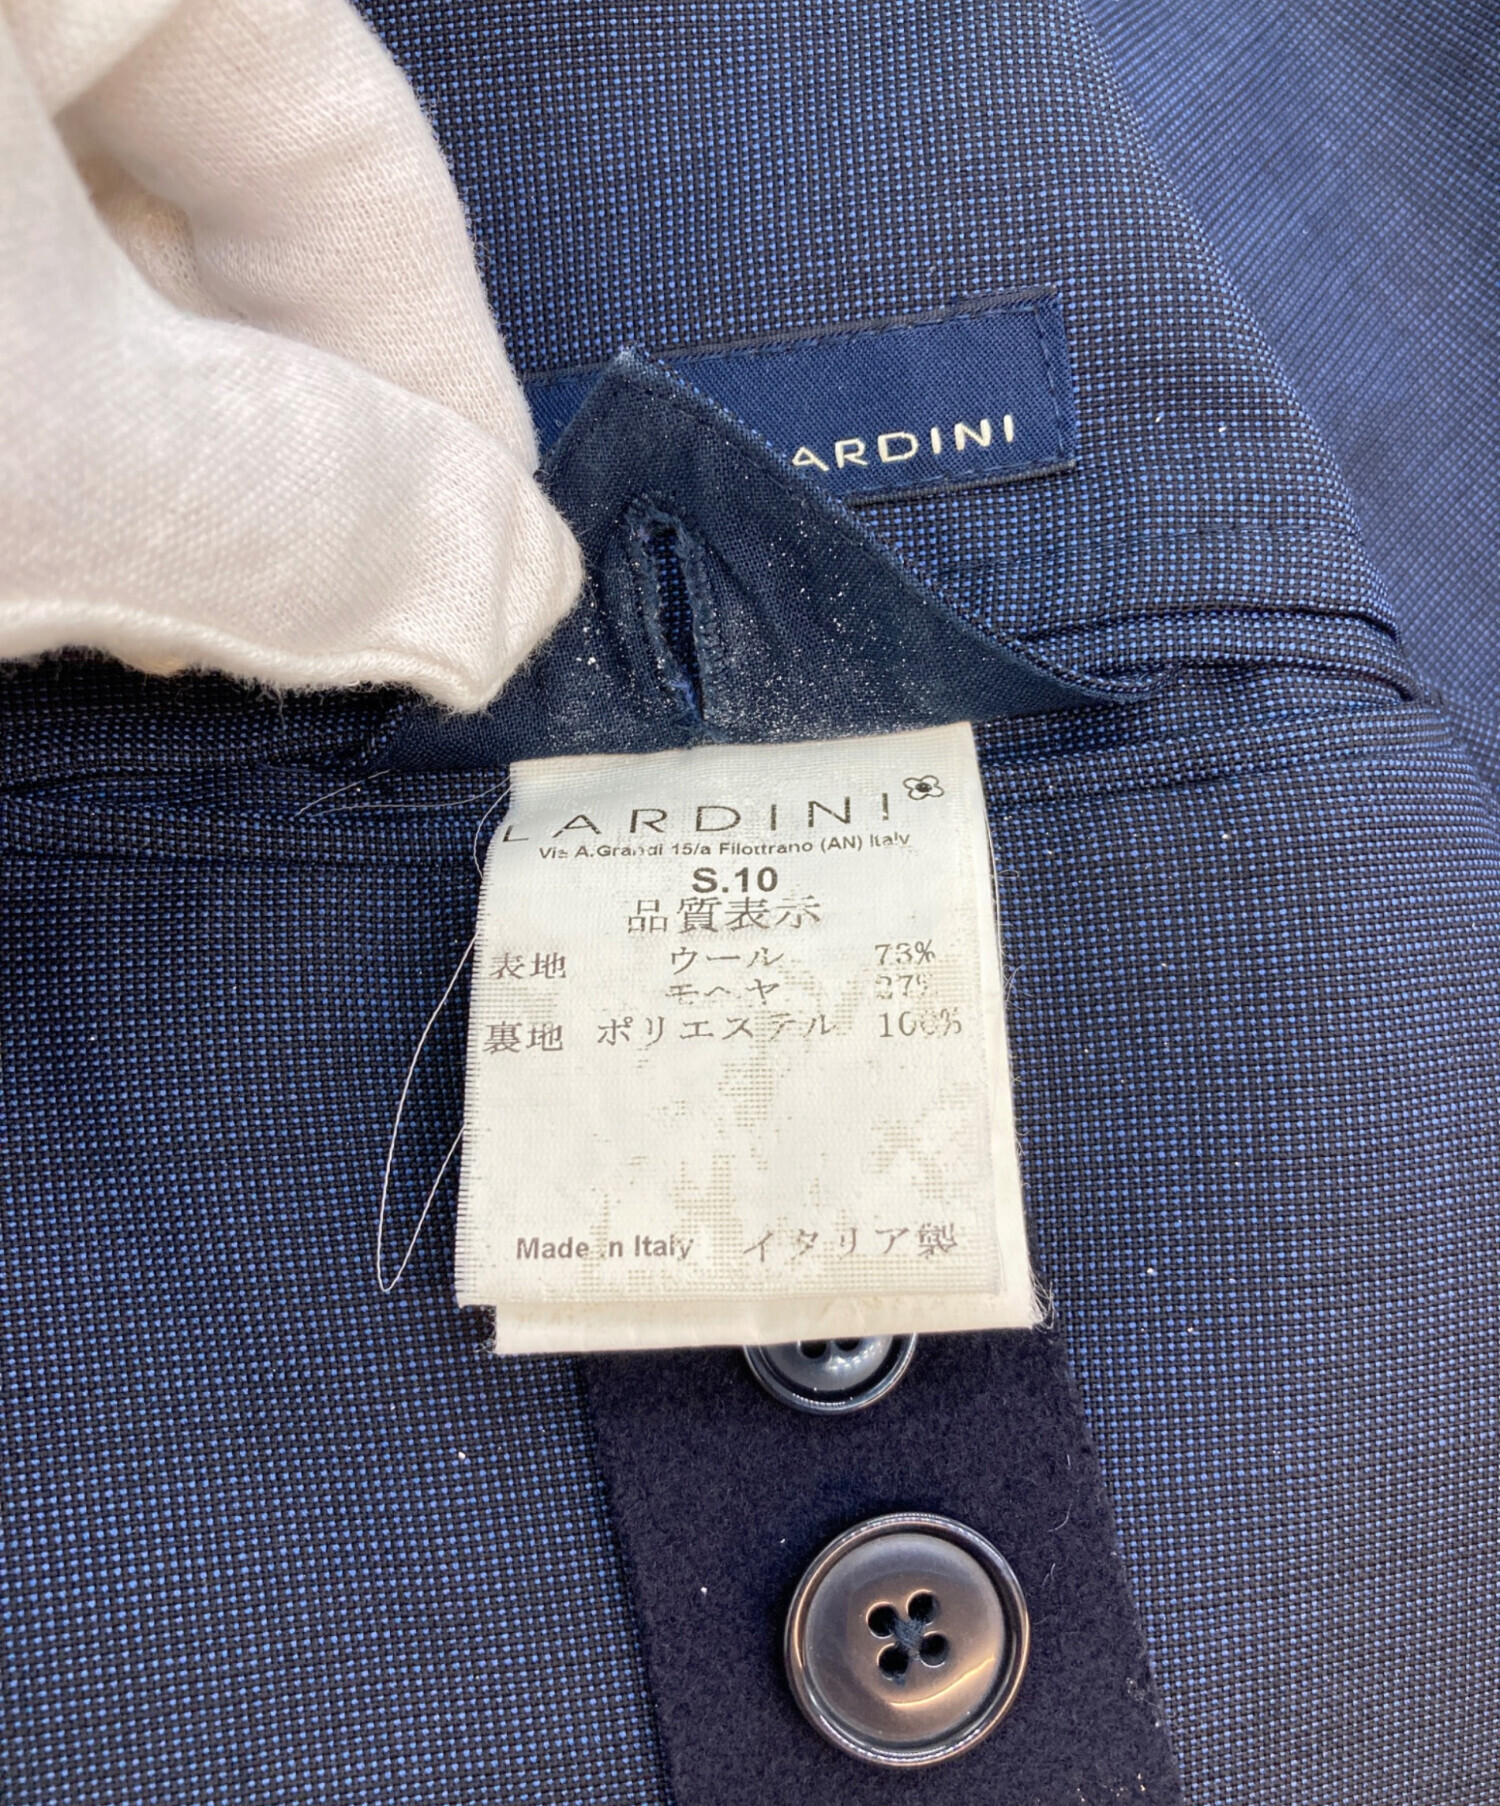 ARDINI
LARDINI
Via A.Grandi 15/a Filottrano (AN) Italy
S.10
品質表示
表地 ウール 73%
モヘヤ 27%
裏地 ポリエステル 100%
Made in Italy イタリア製